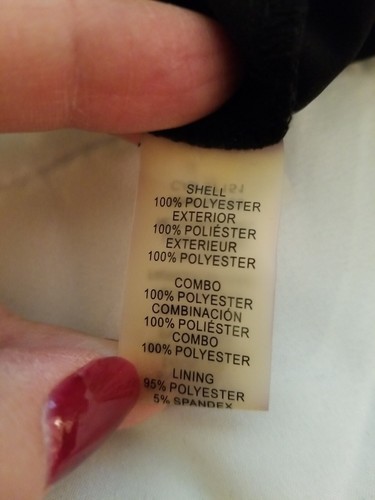 SHELL
100% POLYESTER
EXTERIOR
100% POLIÉSTER
EXTERIEUR
100% POLYESTER
COMBO
100% POLYESTER
COMBINACIÓN
100% POLIÉSTER
COMBO
100% POLYESTER
LINING
95% POLYESTER
5% SPANDEX